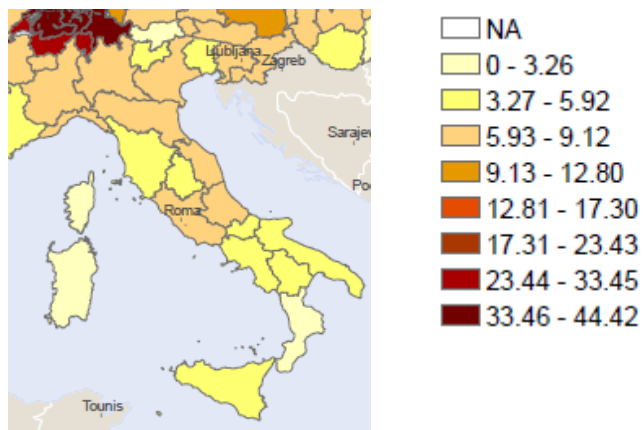 Ljubljana
Zagreb
Sarajev
Po
Roma
Tounis
NA
0 - 3.26
3.27 - 5.92
5.93 - 9.12
9.13 - 12.80
12.81 - 17.30
17.31 - 23.43
23.44 - 33.45
33.46 - 44.42